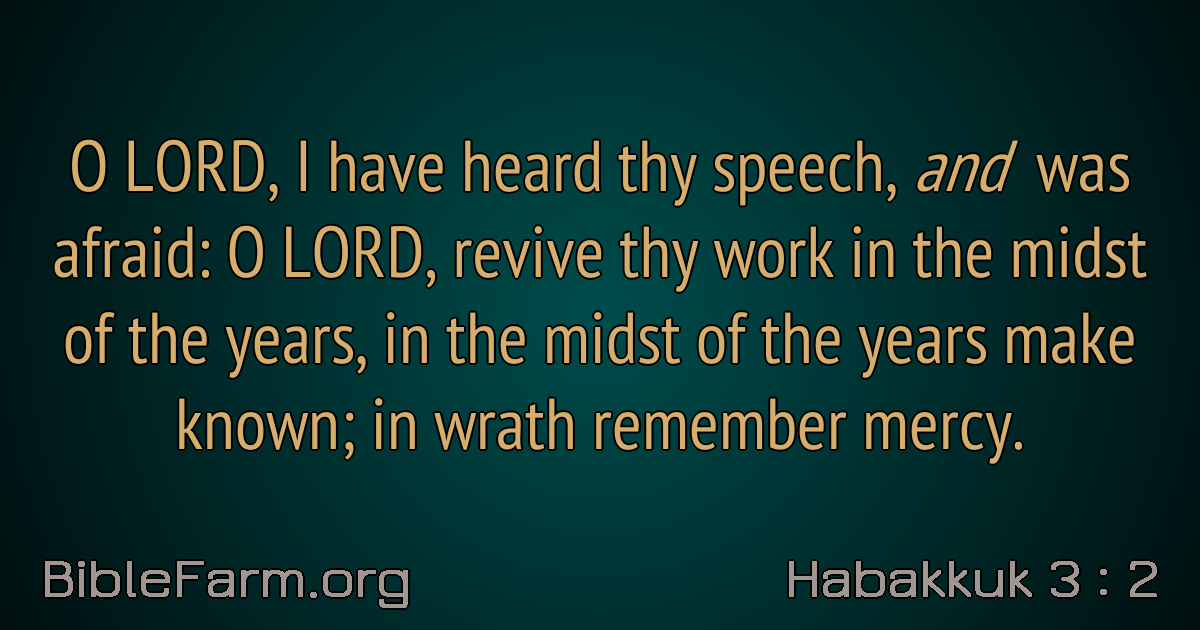 O LORD, I have heard thy speech, and was
afraid: O LORD, revive thy work in the midst
of the years, in the midst of the years make
known; in wrath remember mercy.
BibleFarm.org
Habakkuk 3 : 2